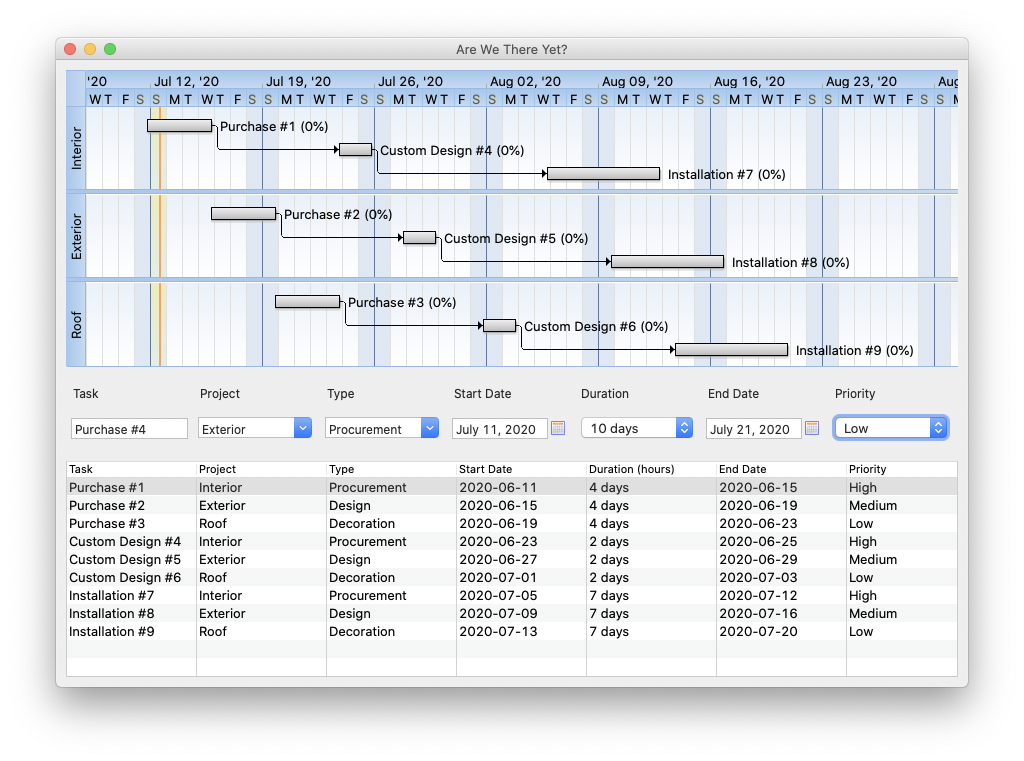 Are We There Yet?
'20 Jul 12, '20 Jul 19, '20 Jul 26, '20 Aug 02, '20 Aug 09, '20 Aug 16, '20 Aug 23, '20 Aug
W T F S S M T W T F S S M T W T F S S M T W T F S S M T W T F S S M T W T F S S M T W T F S S M T W T F S S M
Interior
Purchase #1 (0%)
Custom Design #4 (0%)
Installation #7 (0%)
Exterior
Purchase #2 (0%)
Custom Design #5 (0%)
Installation #8 (0%)
Roof
Purchase #3 (0%)
Custom Design #6 (0%)
Installation #9 (0%)
Task Project Type Start Date Duration End Date Priority
Purchase #4 Exterior Procurement July 11, 2020 10 days July 21, 2020 Low
Task Project Type Start Date Duration (hours) End Date Priority
Purchase #1 Interior Procurement 2020-06-11 4 days 2020-06-15 High
Purchase #2 Exterior Design 2020-06-15 4 days 2020-06-19 Medium
Purchase #3 Roof Decoration 2020-06-19 4 days 2020-06-23 Low
Custom Design #4 Interior Procurement 2020-06-23 2 days 2020-06-25 High
Custom Design #5 Exterior Design 2020-06-27 2 days 2020-06-29 Medium
Custom Design #6 Roof Decoration 2020-07-01 2 days 2020-07-03 Low
Installation #7 Interior Procurement 2020-07-05 7 days 2020-07-12 High
Installation #8 Exterior Design 2020-07-09 7 days 2020-07-16 Medium
Installation #9 Roof Decoration 2020-07-13 7 days 2020-07-20 Low